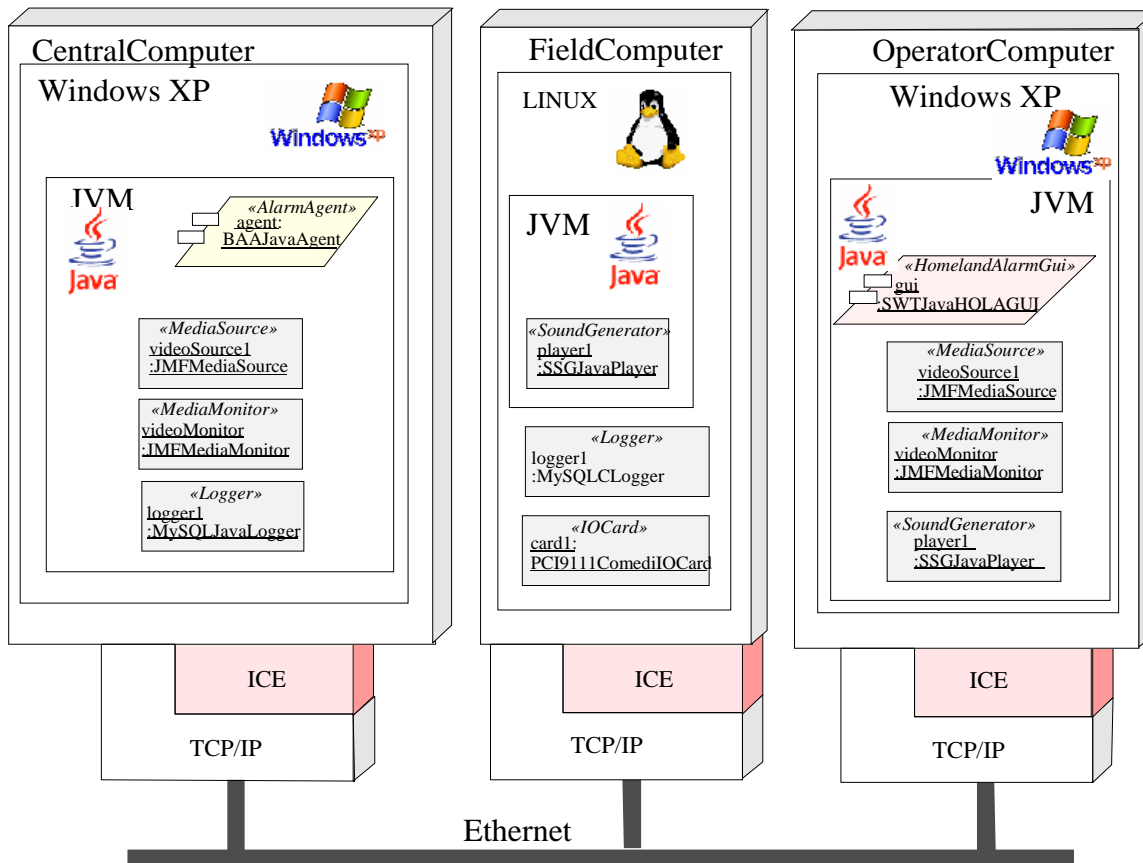 CentralComputer
Windows XP
Windows xp
JVM
Java
«AlarmAgent»
agent:
BAAJavaAgent
«MediaSource»
videoSource1
:JMFMediaSource
«MediaMonitor»
videoMonitor
:JMFMediaMonitor
«Logger»
logger1
:MySQLJavaLogger
ICE
TCP/IP
FieldComputer
LINUX
JVM
Java
«SoundGenerator»
player1
:SSGJavaPlayer
«Logger»
logger1
:MySQLCLogger
«IOCard»
card1:
PCI9111ComediIOCard
ICE
TCP/IP
OperatorComputer
Windows XP
Windows xp
JVM
Java
«HomelandAlarmGui»
gui
:SWTJavaHOLAGUI
«MediaSource»
videoSource1
:JMFMediaSource
«MediaMonitor»
videoMonitor
:JMFMediaMonitor
«SoundGenerator»
player1
:SSGJavaPlayer
ICE
TCP/IP
Ethernet